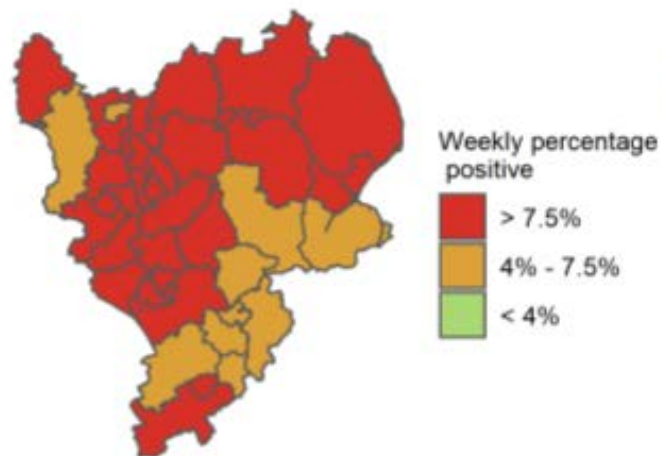 Weekly percentage
positive
> 7.5%
4% - 7.5%
< 4%